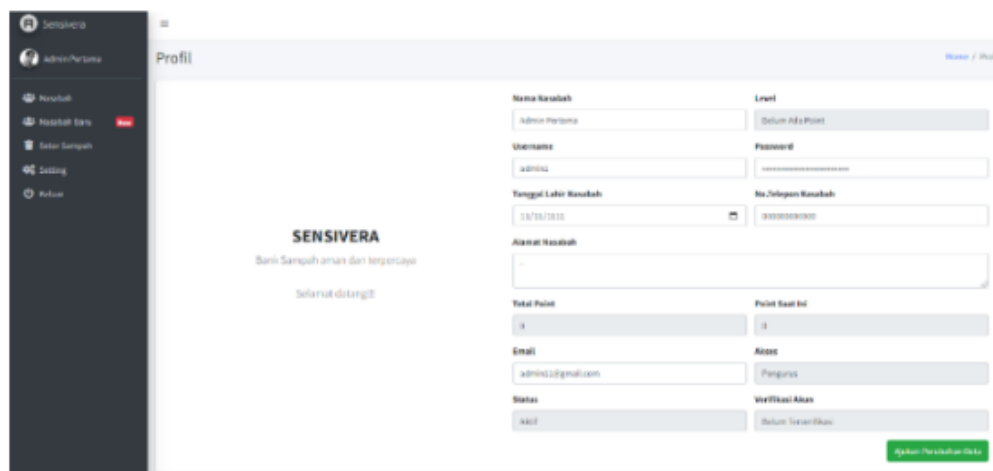 Sensivera
Admin Pertama
Nasabah
Nasabah Baru
New
Setor Sampah
Setting
Keluar
Profil
Home /
SENSIVERA
Bank Sampah aman dan terpercaya
Selamat datang!!!
Nama Nasabah
Level
Admin Pertama
Belum Ada Point
Username
Password
admin1
Tanggal Lahir Nasabah
No.Telepon Nasabah
Alamat Nasabah
-
Total Point
Point Saat Ini
0
0
Email
Akses
Pengurus
Status
Verifikasi Akun
Aktif
Belum Terverifikasi
Ajukan Perubahan Data